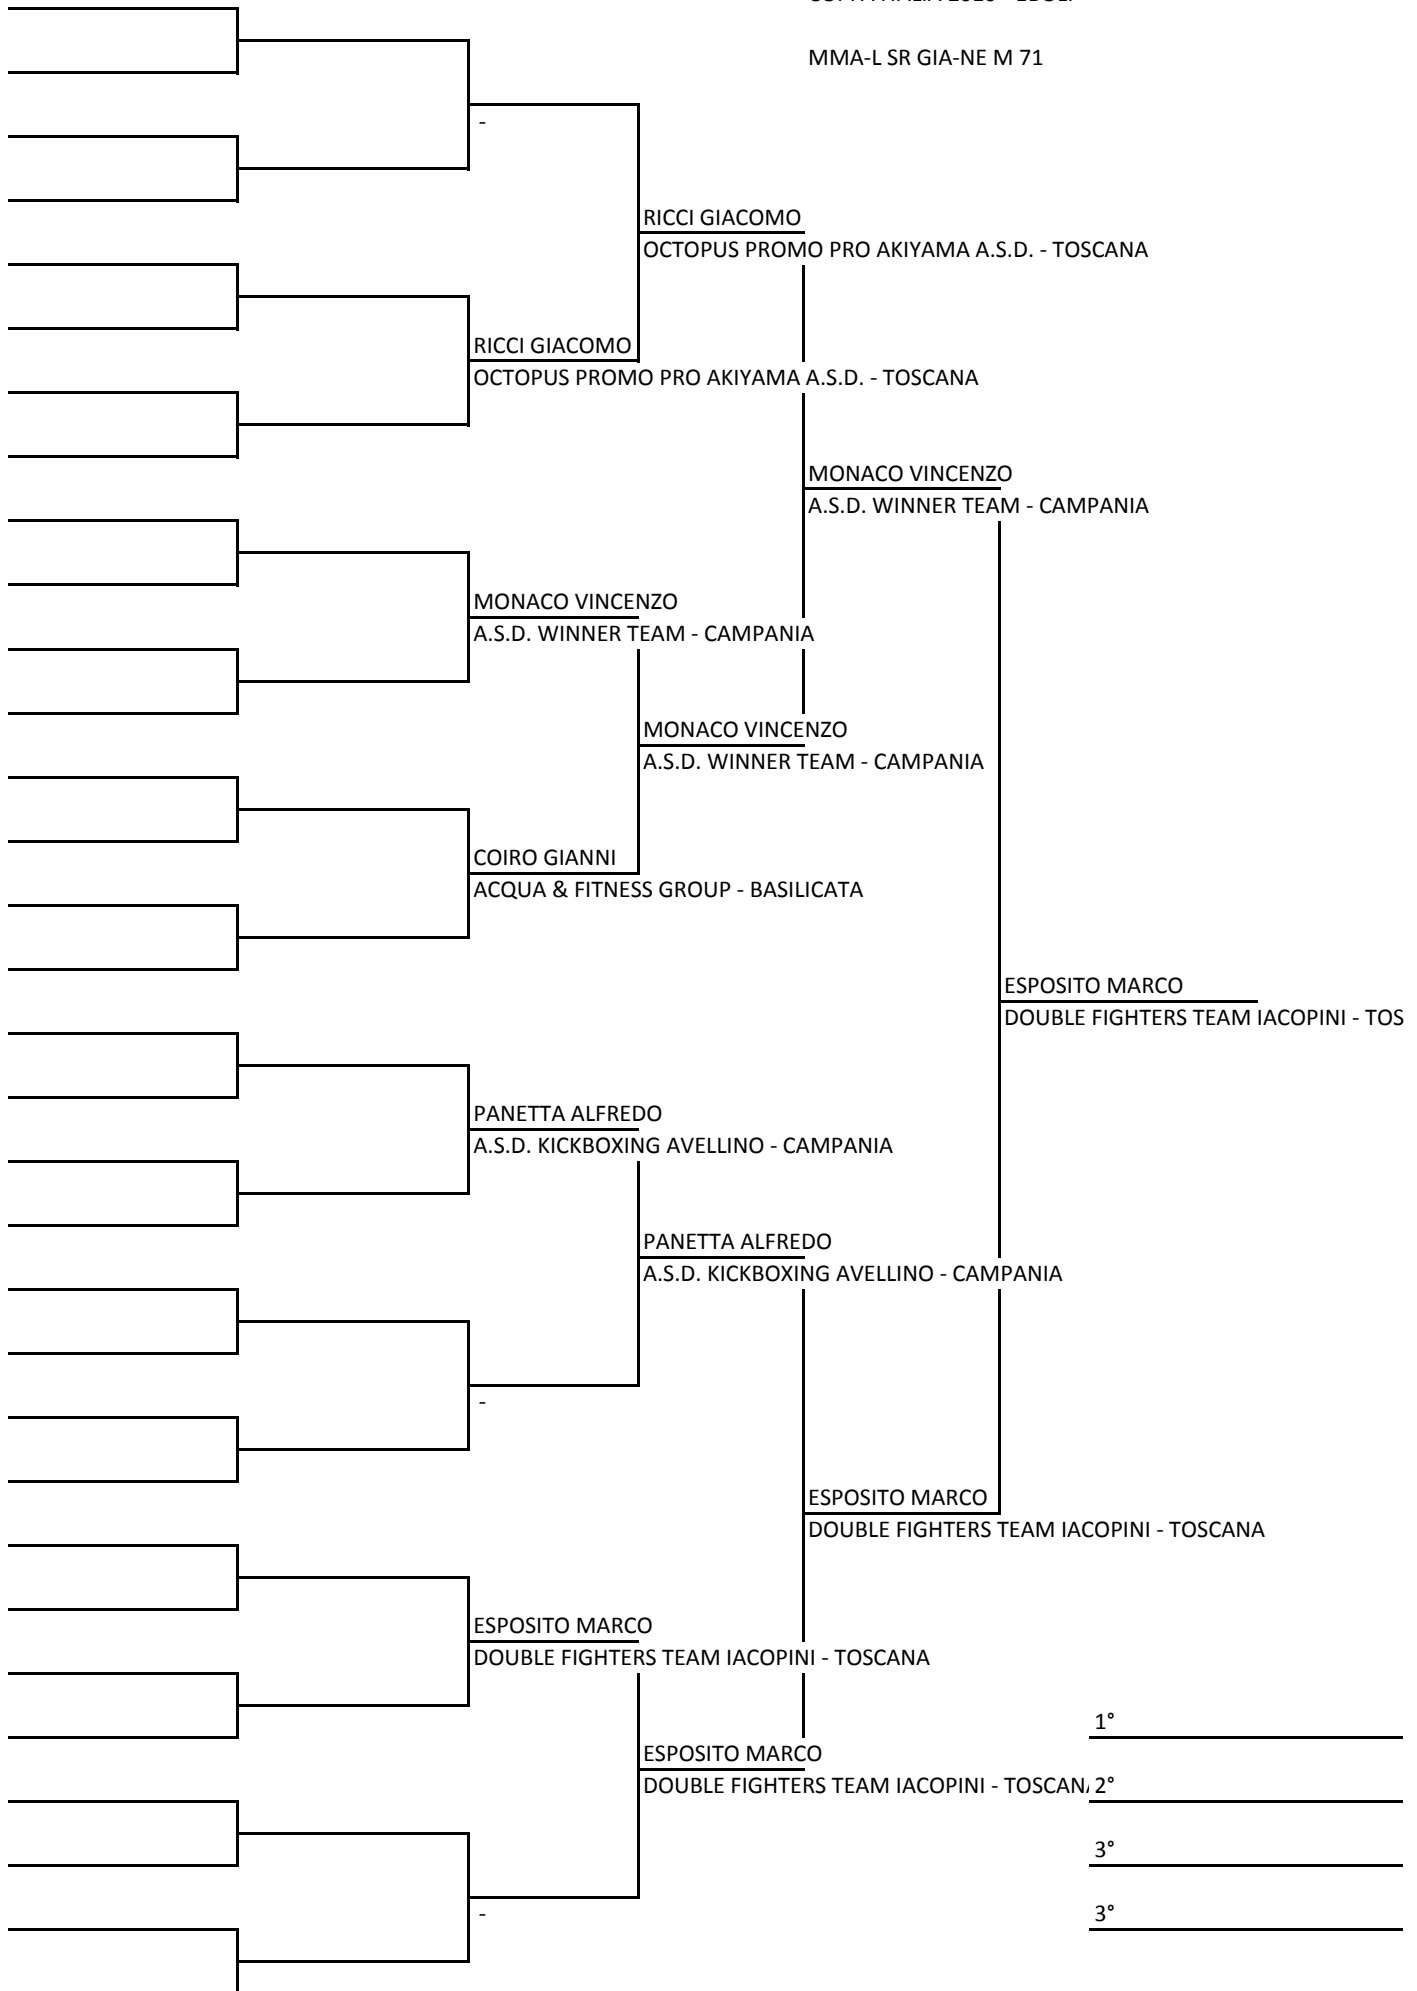 MMA-L SR GIA-NE M 71
-
RICCI GIACOMO
OCTOPUS PROMO PRO AKIYAMA A.S.D. - TOSCANA
RICCI GIACOMO
OCTOPUS PROMO PRO AKIYAMA A.S.D. - TOSCANA
MONACO VINCENZO
A.S.D. WINNER TEAM - CAMPANIA
MONACO VINCENZO
A.S.D. WINNER TEAM - CAMPANIA
MONACO VINCENZO
A.S.D. WINNER TEAM - CAMPANIA
COIRO GIANNI
ACQUA & FITNESS GROUP - BASILICATA
ESPOSITO MARCO
DOUBLE FIGHTERS TEAM IACOPINI - TOS
PANETTA ALFREDO
A.S.D. KICKBOXING AVELLINO - CAMPANIA
PANETTA ALFREDO
A.S.D. KICKBOXING AVELLINO - CAMPANIA
-
ESPOSITO MARCO
DOUBLE FIGHTERS TEAM IACOPINI - TOSCANA
ESPOSITO MARCO
DOUBLE FIGHTERS TEAM IACOPINI - TOSCANA
1°
ESPOSITO MARCO
DOUBLE FIGHTERS TEAM IACOPINI - TOSCAN
2°
3°
-
3°